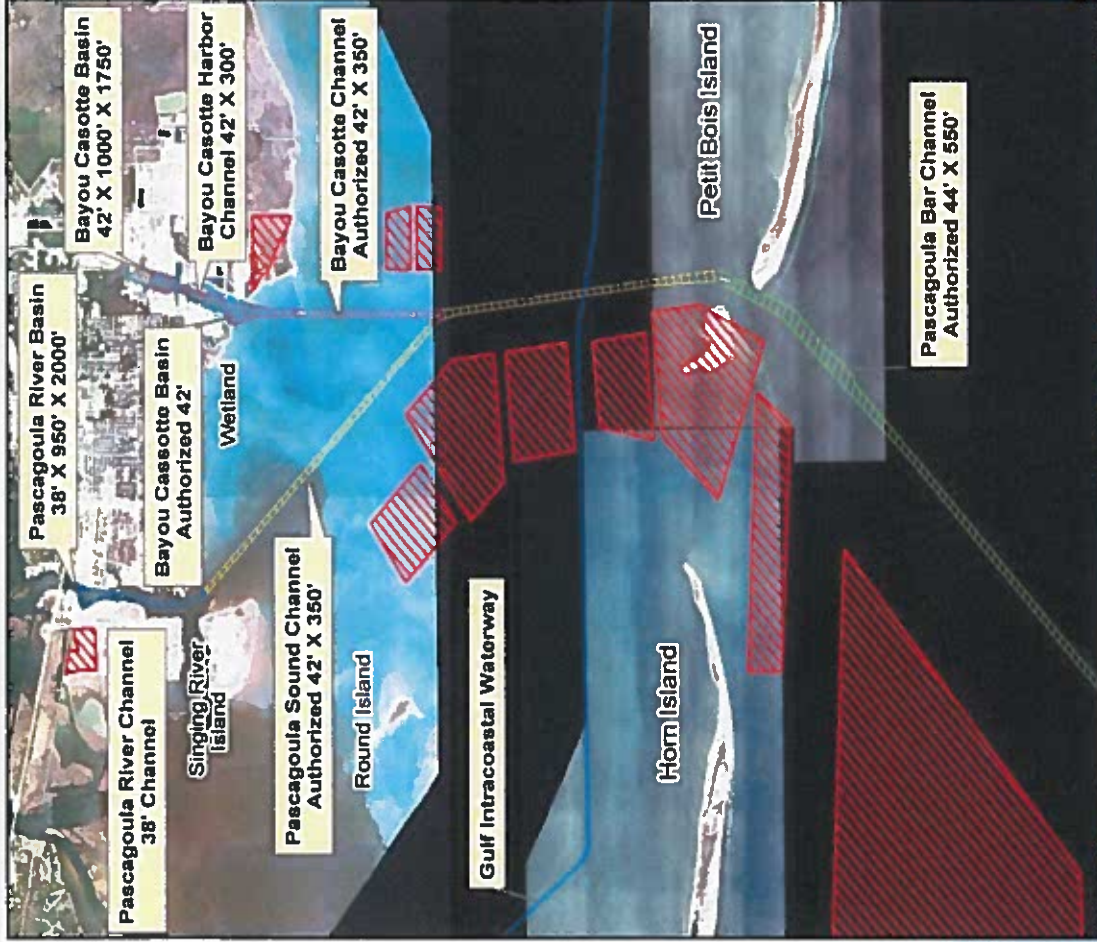 Pascagoula River Basin
38' X 950' X 2000'
Bayou Casotte Basin
42' X 1000' X 1750'
Bayou Cassotte Basin
Authorized 42'
Bayou Casotte Harbor
Channel 42' X 300'
Pascagoula River Channel
38' Channel
Singing River
Island
Wetland
Pascagoula Sound Channel
Authorized 42' X 350'
Bayou Casotte Channel
Authorized 42' X 350'
Round Island
Gulf Intracoastal Waterway
Horn Island
Petit Bois Island
Pascagoula Bar Channel
Authorized 44' X 550'